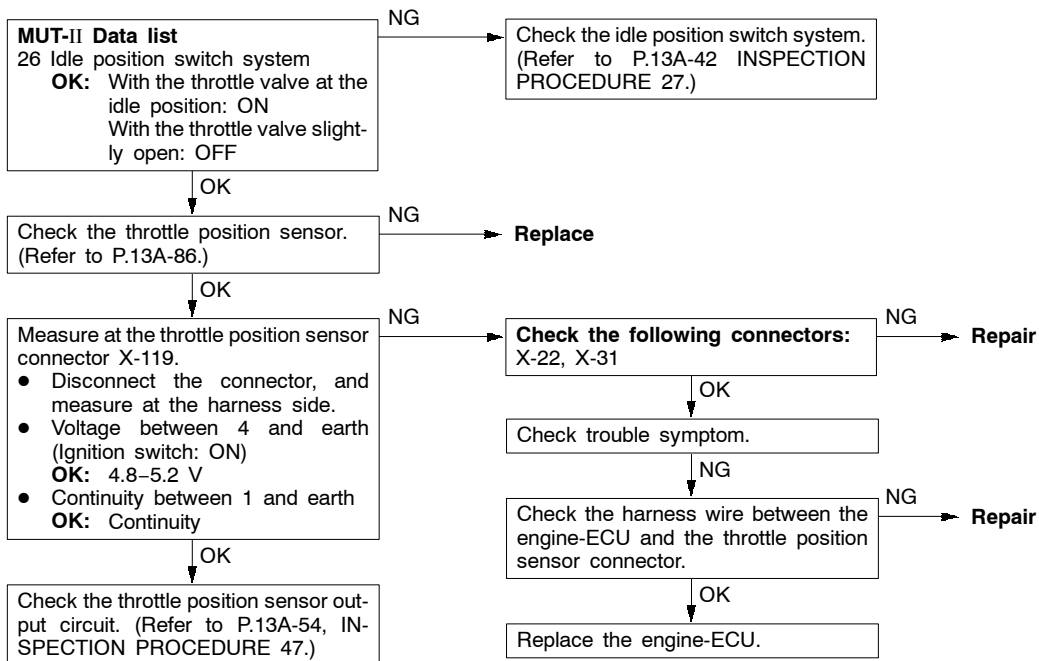 MUT-II Data list
26 Idle position switch system
OK: With the throttle valve at the
idle position: ON
With the throttle valve slight-
ly open: OFF
NG
Check the idle position switch system.
(Refer to P.13A-42 INSPECTION
PROCEDURE 27.)
OK
Check the throttle position sensor.
(Refer to P.13A-86.)
NG
Replace
OK
Measure at the throttle position sensor
connector X-119.
● Disconnect the connector, and
measure at the harness side.
● Voltage between 4 and earth
(Ignition switch: ON)
OK: 4.8–5.2 V
● Continuity between 1 and earth
OK: Continuity
NG
Check the following connectors:
X-22, X-31
NG
Repair
OK
Check trouble symptom.
NG
Check the harness wire between the
engine-ECU and the throttle position
sensor connector.
NG
Repair
OK
Replace the engine-ECU.
OK
Check the throttle position sensor out-
put circuit. (Refer to P.13A-54, IN-
SPECTION PROCEDURE 47.)